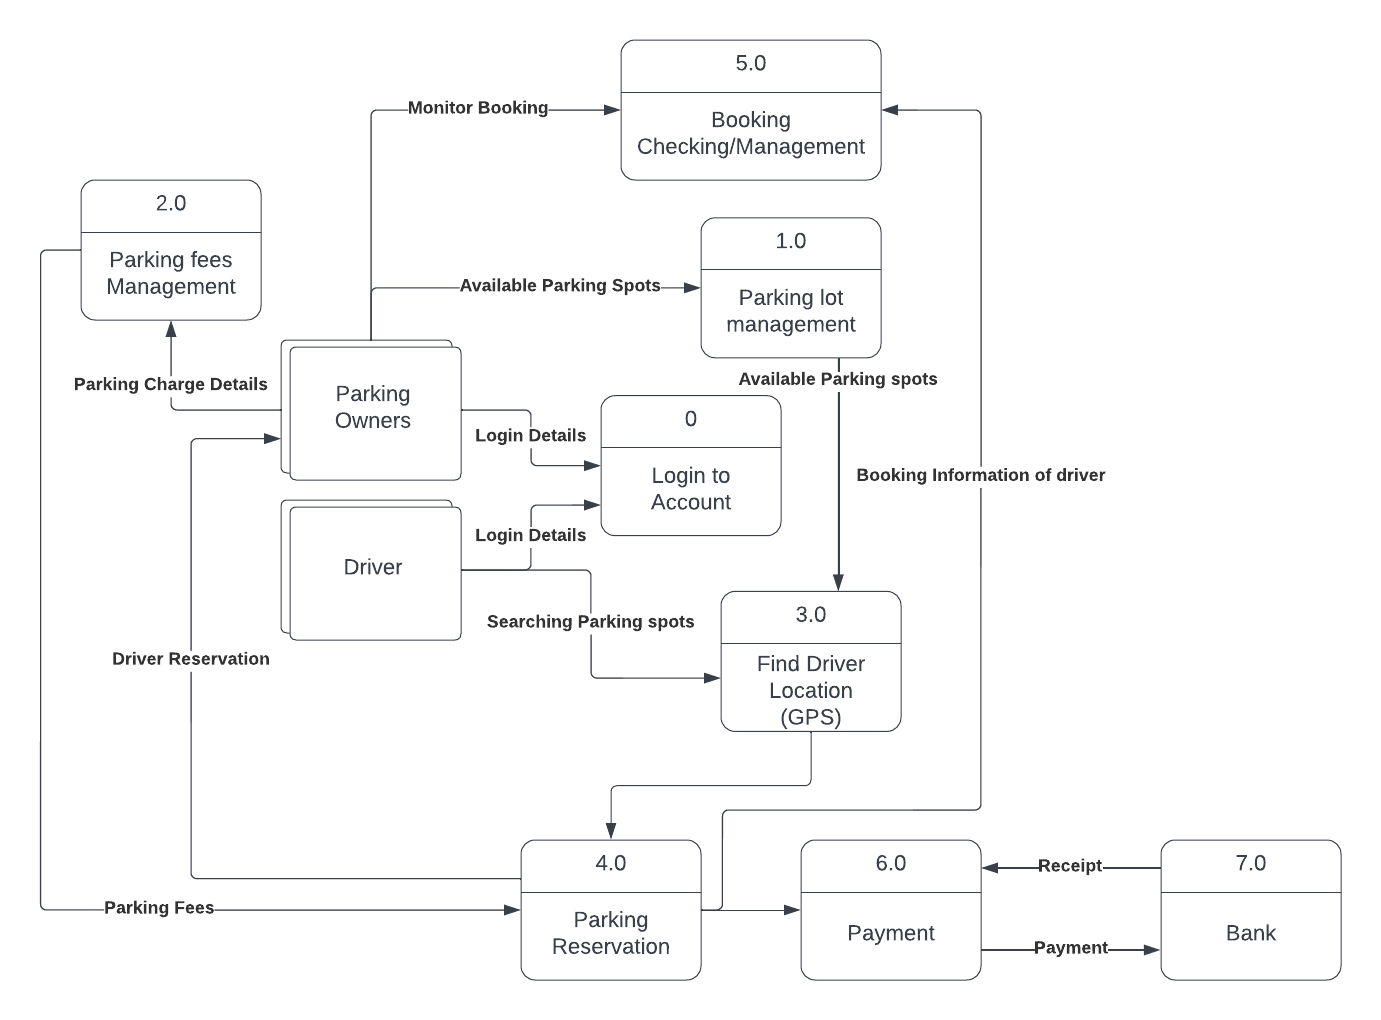 5.0
Monitor Booking
Booking
Checking/Management
2.0
Parking fees
Management
1.0
Available Parking Spots
Parking lot
management
Parking Charge Details
Available Parking spots
Parking
Owners
0
Login Details
Login to
Account
Booking Information of driver
Login Details
Driver
3.0
Searching Parking spots
Driver Reservation
Find Driver
Location
(GPS)
4.0
6.0
Receipt
7.0
Parking Fees
Parking
Reservation
Payment
Payment
Bank